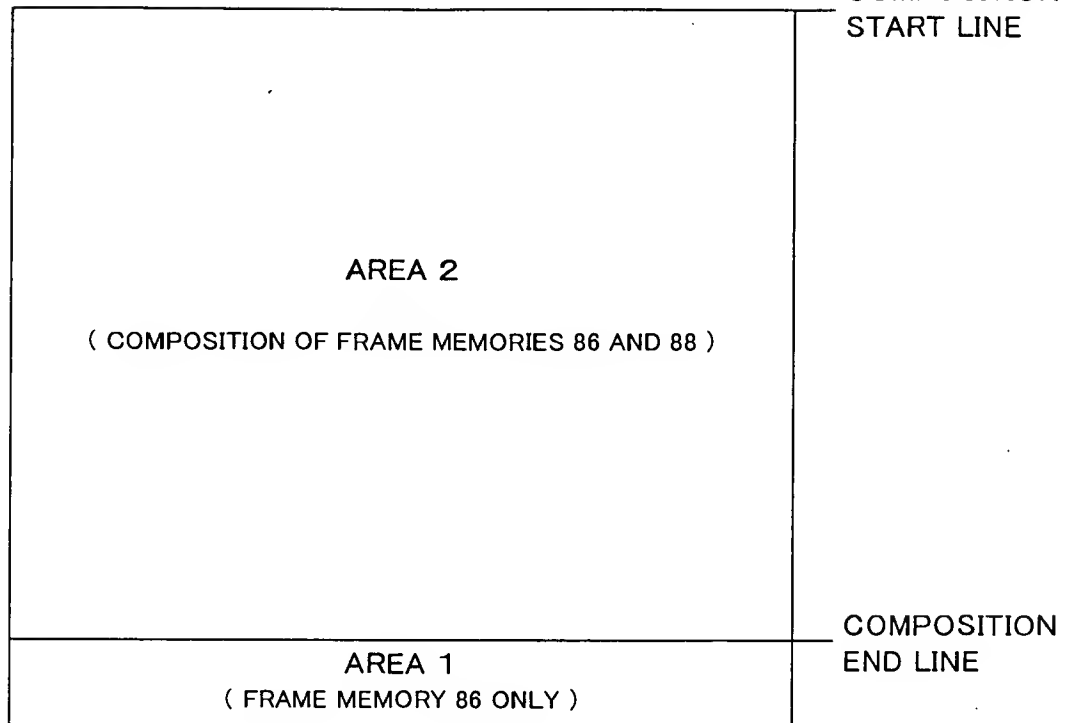 START LINE
AREA 2
( COMPOSITION OF FRAME MEMORIES 86 AND 88 )
COMPOSITION
END LINE
AREA 1
( FRAME MEMORY 86 ONLY )